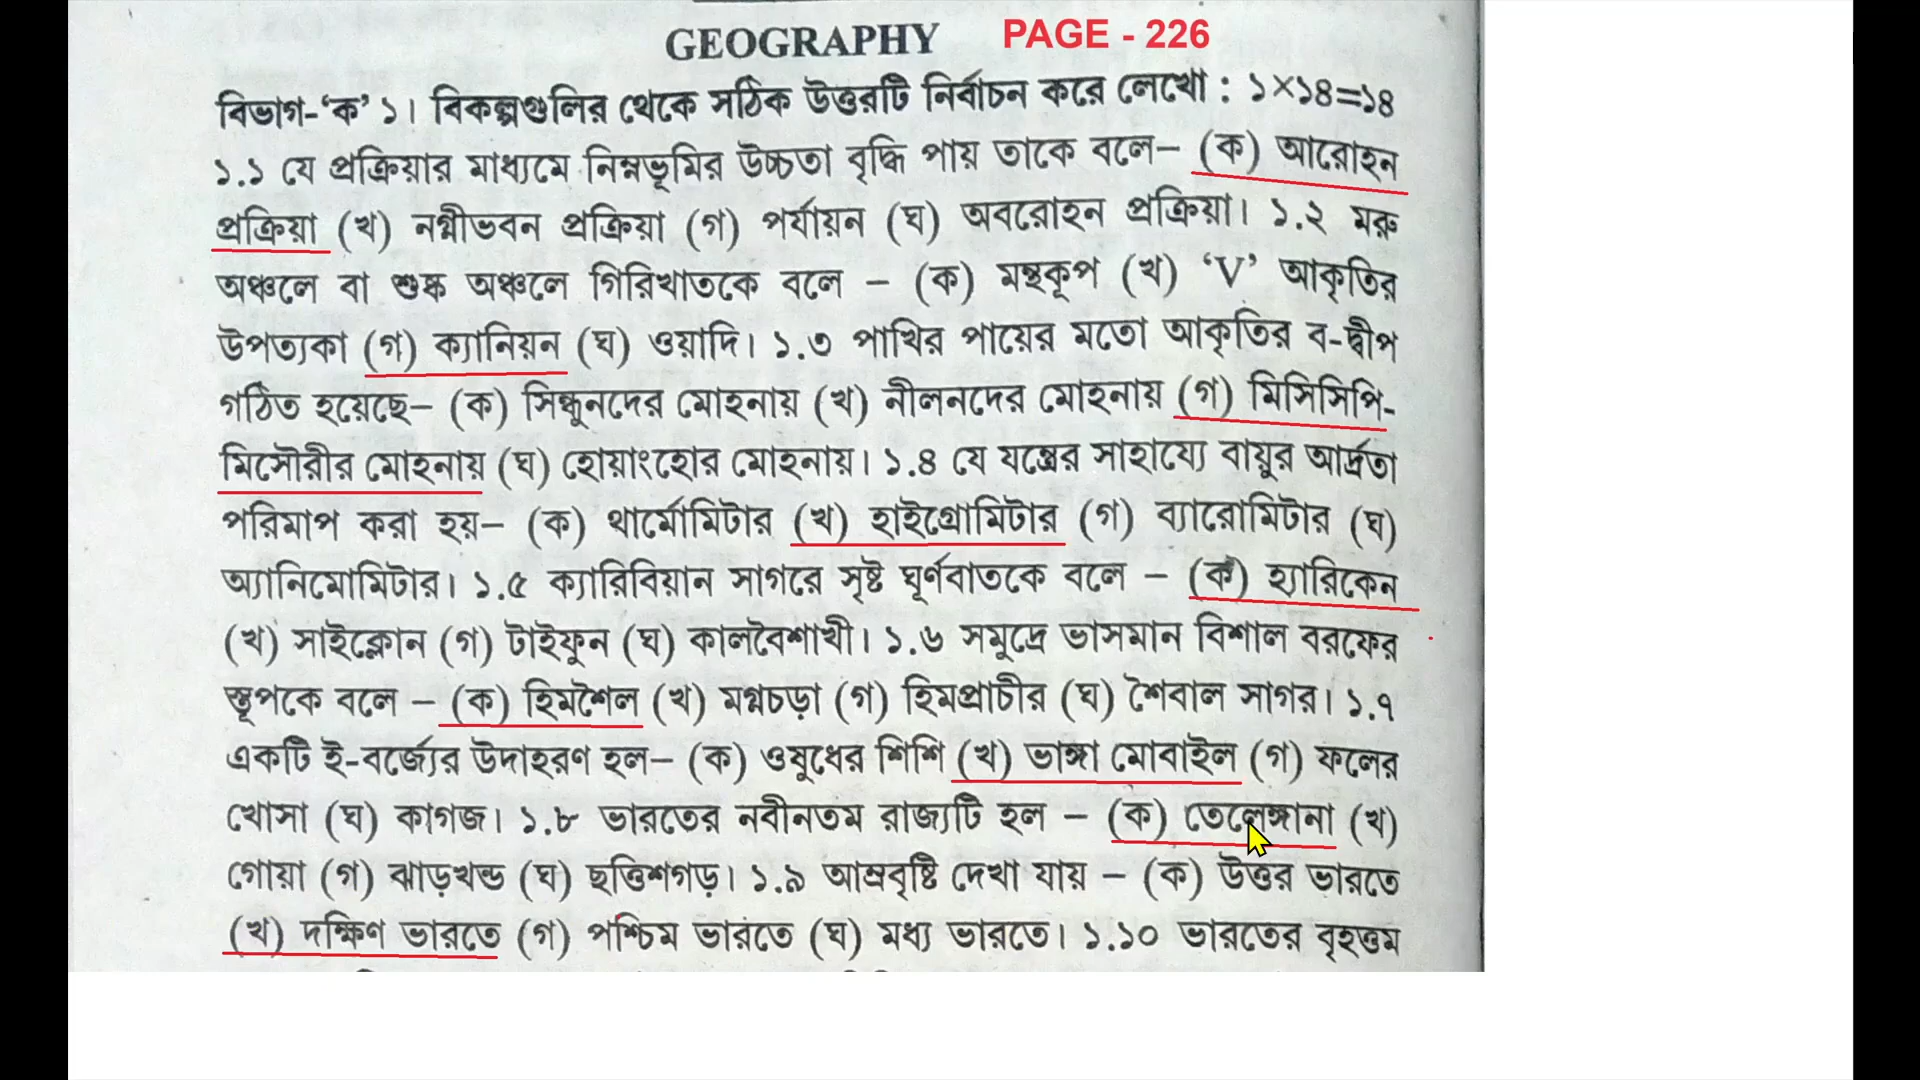 GEOGRAPHY PAGE - 226
বিভাগ-‘ক’ ১। বিকল্পগুলির থেকে সঠিক উত্তরটি নির্বাচন করে লেখো : ১×১৪=১৪
১.১ যে প্রক্রিয়ার মাধ্যমে নিম্নভূমির উচ্চতা বৃদ্ধি পায় তাকে বলে– (ক) আরোহন
প্রক্রিয়া (খ) নগ্নীভবন প্রক্রিয়া (গ) পর্যায়ন (ঘ) অবরোহন প্রক্রিয়া। ১.২ মরু
অঞ্চলে বা শুষ্ক অঞ্চলে গিরিখাতকে বলে – (ক) মন্থকূপ (খ) ‘V’ আকৃতির
উপত্যকা (গ) ক্যানিয়ন (ঘ) ওয়াদি। ১.৩ পাখির পায়ের মতো আকৃতির ব-দ্বীপ
গঠিত হয়েছে– (ক) সিন্ধুনদের মোহনায় (খ) নীলনদের মোহনায় (গ) মিসিসিপি-
মিসৌরীর মোহনায় (ঘ) হোয়াংহোর মোহনায়। ১.৪ যে যন্ত্রের সাহায্যে বায়ুর আর্দ্রতা
পরিমাপ করা হয়– (ক) থার্মোমিটার (খ) হাইগ্রোমিটার (গ) ব্যারোমিটার (ঘ)
অ্যানিমোমিটার। ১.৫ ক্যারিবিয়ান সাগরে সৃষ্ট ঘূর্ণবাতকে বলে – (ক) হ্যারিকেন
(খ) সাইক্লোন (গ) টাইফুন (ঘ) কালবৈশাখী। ১.৬ সমুদ্রে ভাসমান বিশাল বরফের
স্তূপকে বলে – (ক) হিমশৈল (খ) মগ্নচড়া (গ) হিমপ্রাচীর (ঘ) শৈবাল সাগর। ১.৭
একটি ই-বর্জ্যের উদাহরণ হল– (ক) ওষুধের শিশি (খ) ভাঙ্গা মোবাইল (গ) ফলের
খোসা (ঘ) কাগজ। ১.৮ ভারতের নবীনতম রাজ্যটি হল – (ক) তেলেঙ্গানা (খ)
গোয়া (গ) ঝাড়খন্ড (ঘ) ছত্তিশগড়। ১.৯ আম্রবৃষ্টি দেখা যায় – (ক) উত্তর ভারতে
(খ) দক্ষিণ ভারতে (গ) পশ্চিম ভারতে (ঘ) মধ্য ভারতে। ১.১০ ভারতের বৃহত্তম